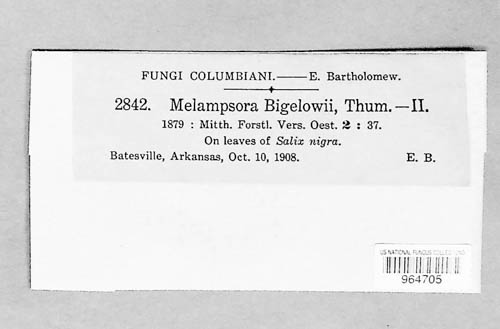 FUNGI COLUMBIANI.——E. Bartholomew.
2842. Melampsora Bigelowii, Thum.—II.
1879 : Mitth. Forstl. Vers. Oest. 2 : 37.
On leaves of Salix nigra.
Batesville, Arkansas, Oct. 10, 1908. E. B.
US NATIONAL FUNGUS COLLECTIONS
964705